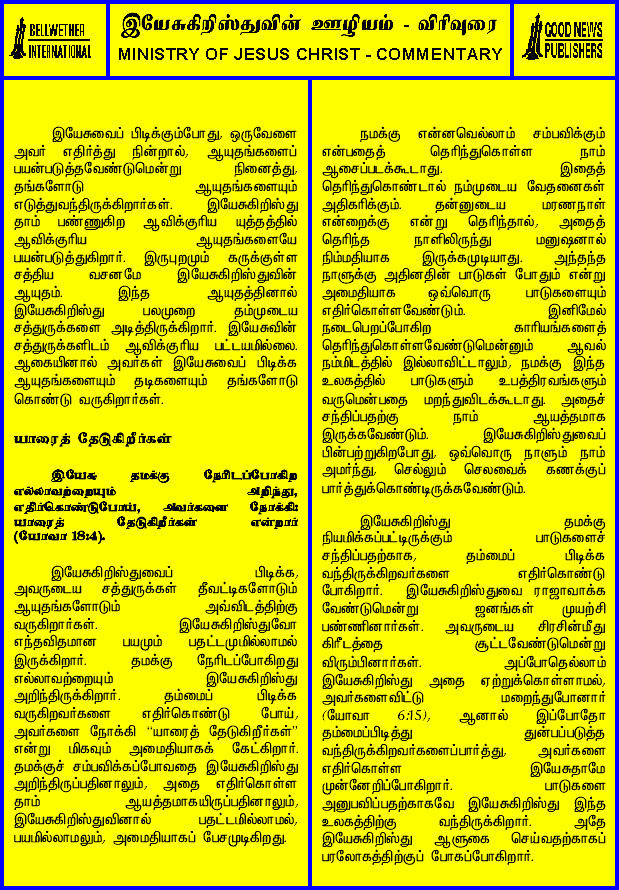 BELLWETHER
INTERNATIONAL
இயேசுகிறிஸ்துவின் ஊழியம் - விரிவுரை
MINISTRY OF JESUS CHRIST - COMMENTARY
GOOD NEWS
PUBLISHERS
இயேசுவைப் பிடிக்கும்போது, ஒருவேளை
அவர் எதிர்த்து நின்றால், ஆயுதங்களைப்
பயன்படுத்தவேண்டுமென்று நினைத்து,
தங்களோடு ஆயுதங்களையும்
எடுத்துவந்திருக்கிறார்கள். இயேசுகிறிஸ்து
தாம் பண்ணுகிற ஆவிக்குரிய யுத்தத்தில்
ஆவிக்குரிய ஆயுதங்களையே
பயன்படுத்துகிறார். இருபுறமும் கருக்குள்ள
சத்திய வசனமே இயேசுகிறிஸ்துவின்
ஆயுதம். இந்த ஆயுதத்தினால்
இயேசுகிறிஸ்து பலமுறை தம்முடைய
சத்துருக்களை அடித்திருக்கிறார். இயேசுவின்
சத்துருக்களிடம் ஆவிக்குரிய பட்டயமில்லை.
ஆகையினால் அவர்கள் இயேசுவைப் பிடிக்க
ஆயுதங்களையும் தடிகளையும் தங்களோடு
கொண்டு வருகிறார்கள்.
யாரைத் தேடுகிறீர்கள்
இயேசு தமக்கு நேரிடப்போகிற
எல்லாவற்றையும் அறிந்து,
எதிர்கொண்டுபோய், அவர்களை நோக்கி:
யாரைத் தேடுகிறீர்கள் என்றார்
(யோவா 18:4).
இயேசுகிறிஸ்துவைப் பிடிக்க,
அவருடைய சத்துருக்கள் தீவட்டிகளோடும்
ஆயுதங்களோடும் அவ்விடத்திற்கு
வருகிறார்கள். இயேசுகிறிஸ்துவோ
எந்தவிதமான பயமும் பதட்டமுமில்லாமல்
இருக்கிறார். தமக்கு நேரிடப்போகிறது
எல்லாவற்றையும் இயேசுகிறிஸ்து
அறிந்திருக்கிறார். தம்மைப் பிடிக்க
வருகிறவர்களை எதிர்கொண்டு போய்,
அவர்களை நோக்கி “யாரைத் தேடுகிறீர்கள்”
என்று மிகவும் அமைதியாகக் கேட்கிறார்.
தமக்குச் சம்பவிக்கப்போவதை இயேசுகிறிஸ்து
அறிந்திருப்பதினாலும், அதை எதிர்கொள்ள
தாம் ஆயத்தமாகயிருப்பதினாலும்,
இயேசுகிறிஸ்துவினால் பதட்டமில்லாமல்,
பயமில்லாமலும், அமைதியாகப் பேசமுடிகிறது.
நமக்கு என்னவெல்லாம் சம்பவிக்கும்
என்பதைத் தெரிந்துகொள்ள நாம்
ஆசைப்படக்கூடாது. இதைத்
தெரிந்துகொண்டால் நம்முடைய வேதனைகள்
அதிகரிக்கும். தன்னுடைய மரணநாள்
என்றைக்கு என்று தெரிந்தால், அதைத்
தெரிந்த நாளிலிருந்து மனுஷனால்
நிம்மதியாக இருக்கமுடியாது. அந்தந்த
நாளுக்கு அதினதின் பாடுகள் போதும் என்று
அமைதியாக ஒவ்வொரு பாடுகளையும்
எதிர்கொள்ளவேண்டும். இனிமேல்
நடைபெறப்போகிற காரியங்களைத்
தெரிந்துகொள்ளவேண்டுமென்னும் ஆவல்
நம்மிடத்தில் இல்லாவிட்டாலும், நமக்கு இந்த
உலகத்தில் பாடுகளும் உபத்திரவங்களும்
வருமென்பதை மறந்துவிடக்கூடாது. அதைச்
சந்திப்பதற்கு நாம் ஆயத்தமாக
இருக்கவேண்டும். இயேசுகிறிஸ்துவைப்
பின்பற்றுகிறபோது, ஒவ்வொரு நாளும் நாம்
அமர்ந்து, செல்லும் செலவைக் கணக்குப்
பார்த்துக்கொண்டிருக்கவேண்டும்.
இயேசுகிறிஸ்து தமக்கு
நியமிக்கப்பட்டிருக்கும் பாடுகளைச்
சந்திப்பதற்காக, தம்மைப் பிடிக்க
வந்திருக்கிறவர்களை எதிர்கொண்டு
போகிறார். இயேசுகிறிஸ்துவை ராஜாவாக்க
வேண்டுமென்று ஜனங்கள் முயற்சி
பண்ணினார்கள். அவருடைய சிரசின்மீது
கிரீடத்தை சூட்டவேண்டுமென்று
விரும்பினார்கள். அப்போதெல்லாம்
இயேசுகிறிஸ்து அதை ஏற்றுக்கொள்ளாமல்,
அவர்களைவிட்டு மறைந்துபோனார்
(யோவா 6:15), ஆனால் இப்போதோ
தம்மைப்பிடித்து துன்பப்படுத்த
வந்திருக்கிறவர்களைப்பார்த்து, அவர்களை
எதிர்கொள்ள இயேசுதாமே
முன்னேறிப்போகிறார். பாடுகளை
அனுபவிப்பதற்காகவே இயேசுகிறிஸ்து இந்த
உலகத்திற்கு வந்திருக்கிறார். அதே
இயேசுகிறிஸ்து ஆளுகை செய்வதற்காகப்
பரலோகத்திற்குப் போகப்போகிறார்.